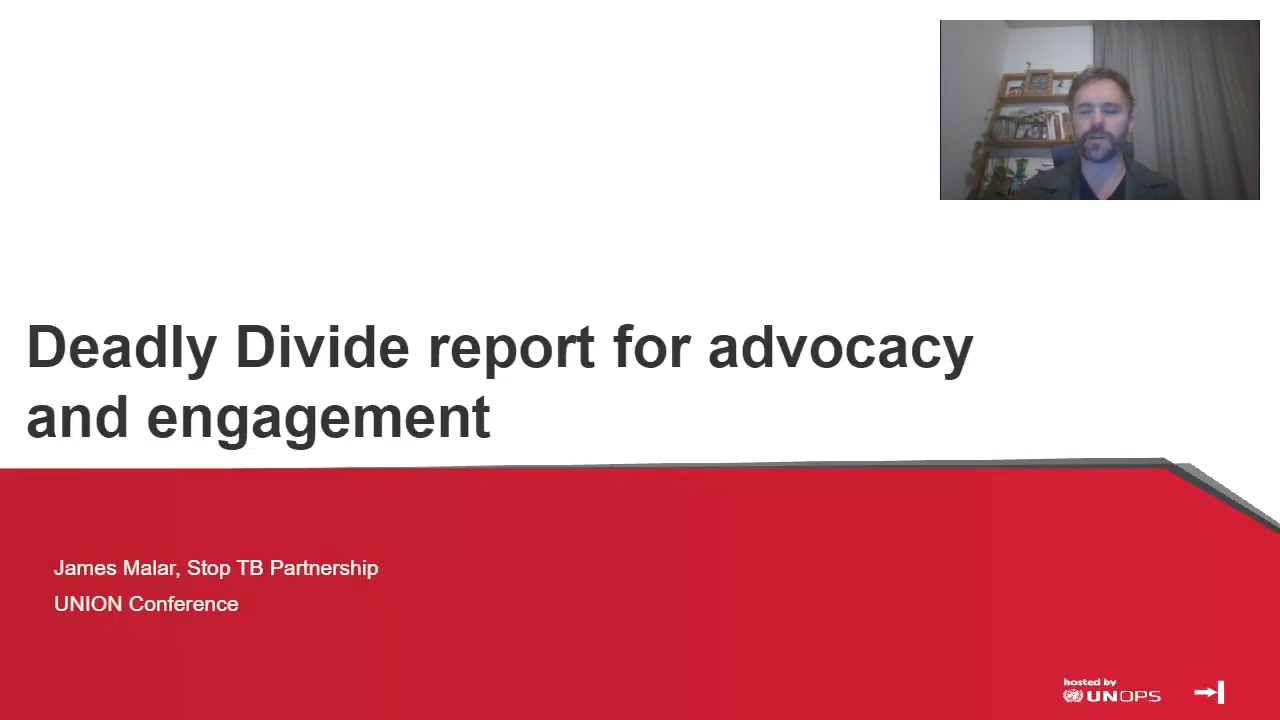 Deadly Divide report for advocacy
and engagement
James Malar, Stop TB Partnership
UNION Conference
hosted by
UNOPS